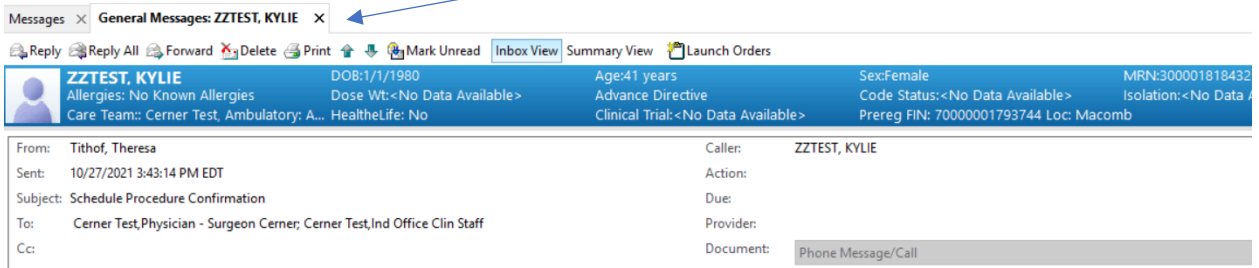 Messages × General Messages: ZZTEST, KYLIE ×
Reply Reply All Forward Delete Print Mark Unread Inbox View Summary View Launch Orders
ZZTEST, KYLIE DOB:1/1/1980 Age:41 years Sex:Female MRN:300001818432
Allergies: No Known Allergies Dose Wt:<No Data Available> Advance Directive Code Status:<No Data Available> Isolation:<No Data A
Care Team:: Cerner Test, Ambulatory: A... HealtheLife: No Clinical Trial:<No Data Available> Prereg FIN: 70000001793744 Loc: Macomb
From: Tithof, Theresa Caller: ZZTEST, KYLIE
Sent: 10/27/2021 3:43:14 PM EDT Action:
Subject: Schedule Procedure Confirmation Due:
To: Cerner Test,Physician - Surgeon Cerner; Cerner Test,Ind Office Clin Staff Provider:
Cc: Document: Phone Message/Call